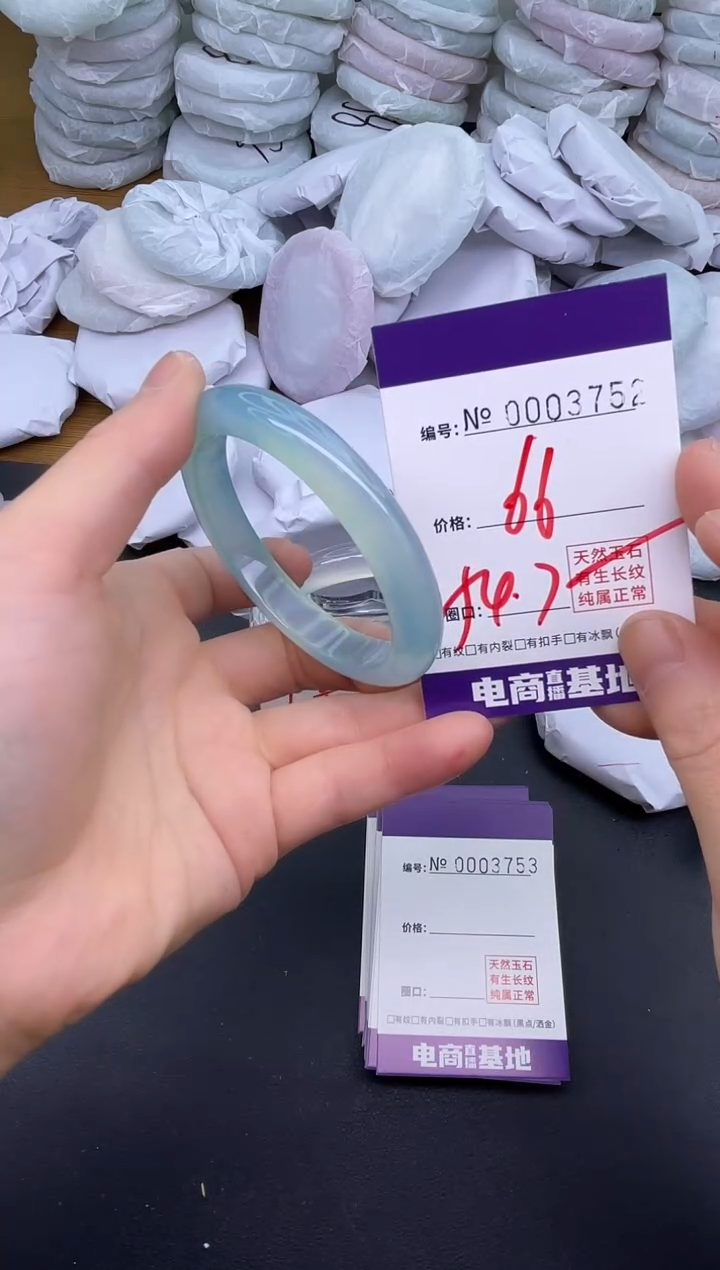 编号: № 0003752
价格: 66
圈口: 54.7
天然玉石
有生长纹
纯属正常
□有纹□有内裂□有扣手□有冰飘(
电商直播基地
编号: № 0003753
价格:
圈口:
天然玉石
有生长纹
纯属正常
□有纹□有内裂□有扣手□有冰飘(黑点/洒金)
电商直播基地